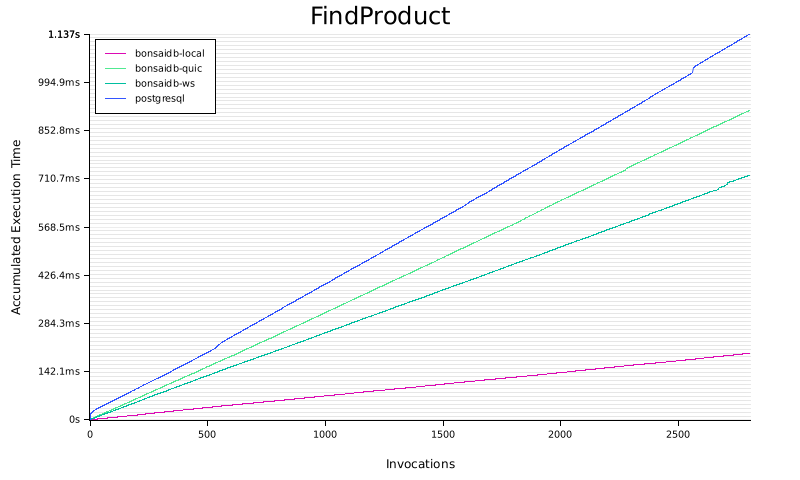 FindProduct
1.137s
994.9ms
852.8ms
710.7ms
568.5ms
426.4ms
284.3ms
142.1ms
0s
Accumulated Execution Time
bonsaidb-local
bonsaidb-quic
bonsaidb-ws
postgresql
0
500
1000
1500
2000
2500
Invocations